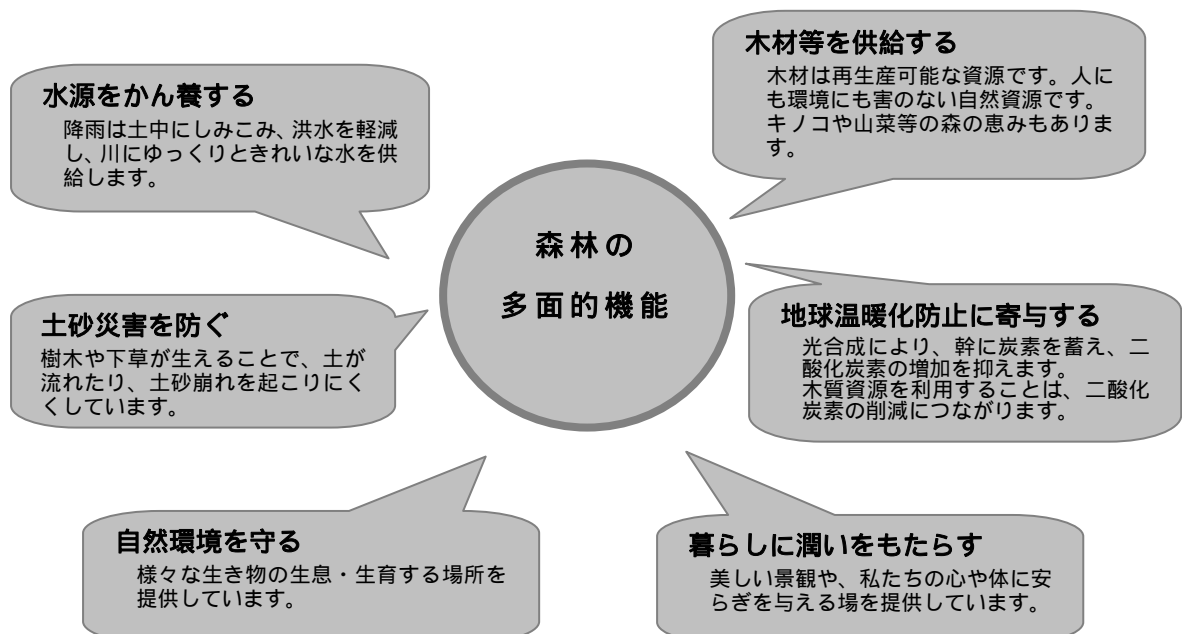 木材等を供給する
木材は再生産可能な資源です。人に
も環境にも害のない自然資源です。
キノコや山菜等の森の恵みもありま
す。
水源をかん養する
降雨は土中にしみこみ、洪水を軽減
し、川にゆっくりときれいな水を供
給します。
森林の
多面的機能
土砂災害を防ぐ
樹木や下草が生えることで、土が
流れたり、土砂崩れを起こりにく
くしています。
地球温暖化防止に寄与する
光合成により、幹に炭素を蓄え、二
酸化炭素の増加を抑えます。
木質資源を利用することは、二酸化
炭素の削減につながります。
自然環境を守る
様々な生き物の生息・生育する場所を
提供しています。
暮らしに潤いをもたらす
美しい景観や、私たちの心や体に安
らぎを与える場を提供しています。